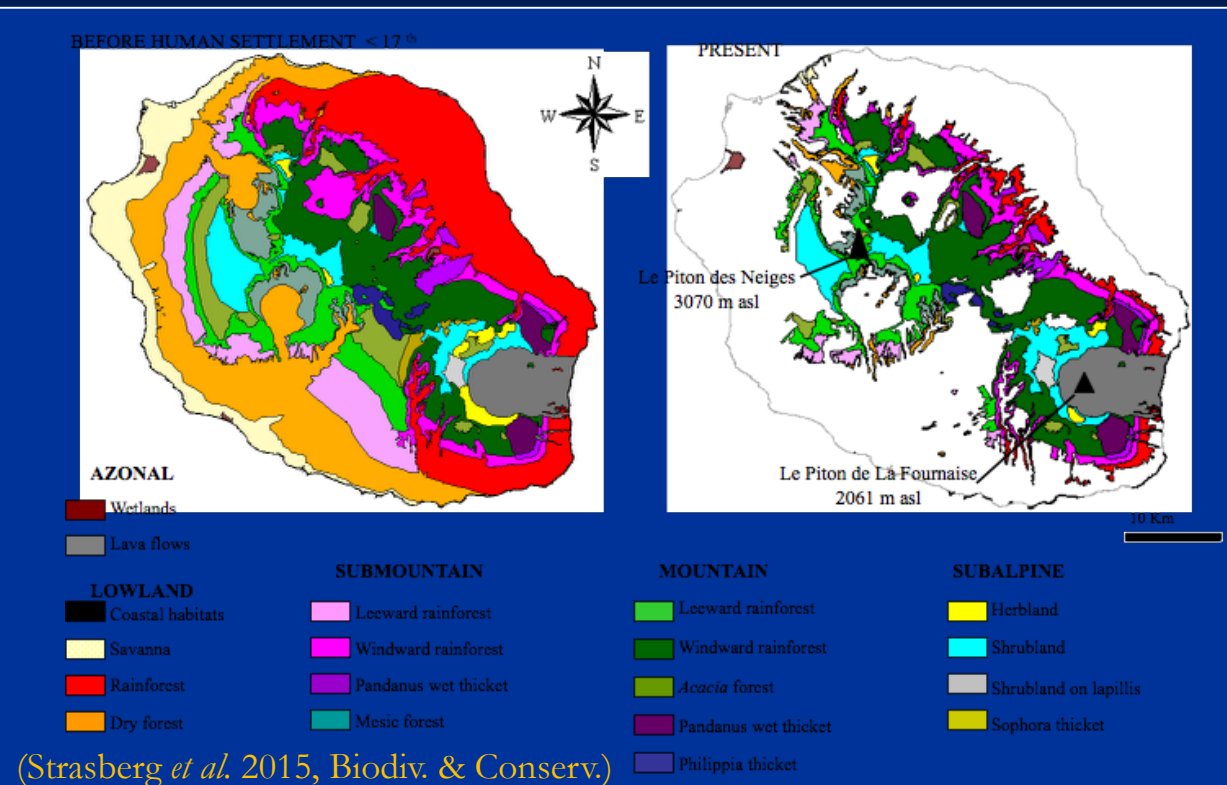 BEFORE HUMAN SETTLEMENT < 17 th
PRESENT
N
W E
S
Le Piton des Neiges
3070 m asl
Le Piton de La Fournaise
2061 m asl
10 Km
AZONAL
Wetlands
Lava flows
LOWLAND
Coastal habitats
Savanna
Rainforest
Dry forest
SUBMOUNTAIN
Leeward rainforest
Windward rainforest
Pandanus wet thicket
Mesic forest
MOUNTAIN
Leeward rainforest
Windward rainforest
Acacia forest
Pandanus wet thicket
Philippia thicket
SUBALPINE
Herbland
Shrubland
Shrubland on lapillis
Sophora thicket
(Strasberg et al. 2015, Biodiv. & Conserv.)